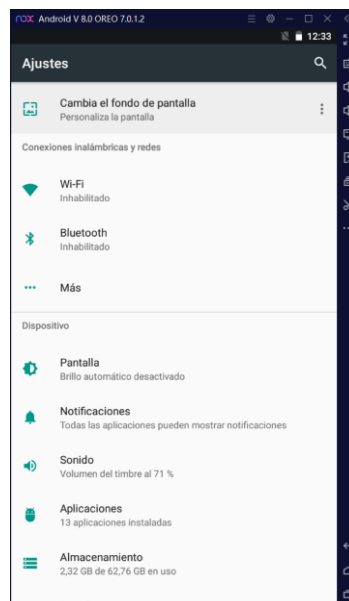 nox Android V 8.0 OREO 7.0.1.2
12:33
Ajustes
Cambia el fondo de pantalla
Personaliza la pantalla
Conexiones inalámbricas y redes
Wi-Fi
Inhabilitado
Bluetooth
Inhabilitado
Más
Dispositivo
Pantalla
Brillo automático desactivado
Notificaciones
Todas las aplicaciones pueden mostrar notificaciones
Sonido
Volumen del timbre al 71 %
Aplicaciones
13 aplicaciones instaladas
Almacenamiento
2,32 GB de 62,76 GB en uso